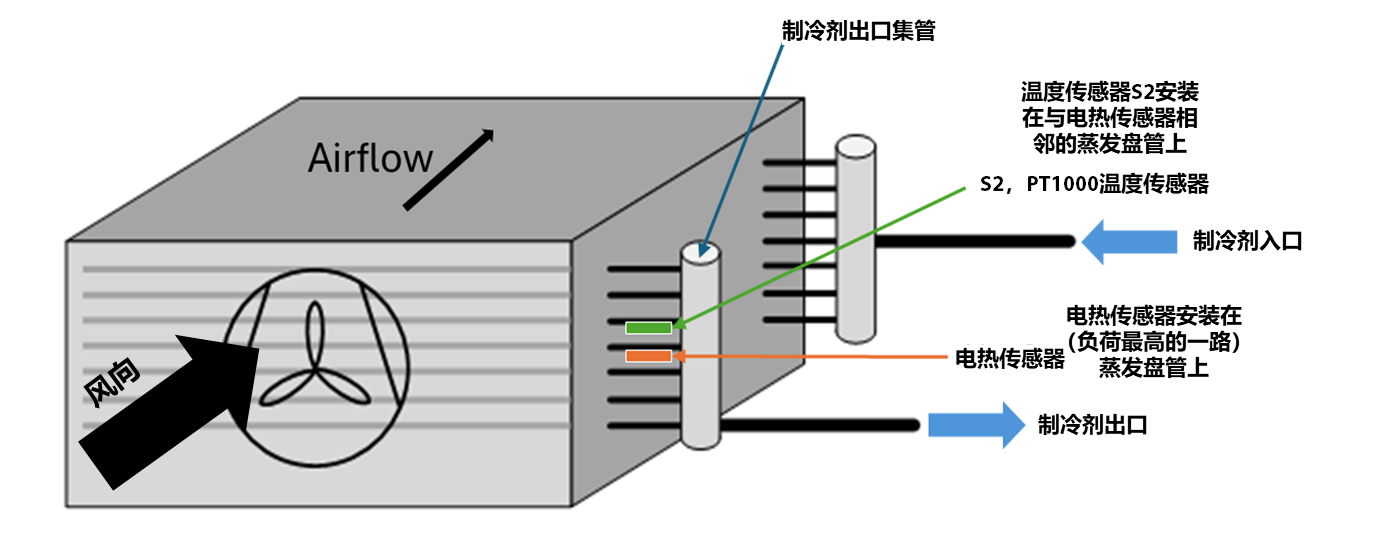 制冷剂出口集管
温度传感器S2安装
在与电热传感器相
邻的蒸发盘管上
Airflow
S2，PT1000温度传感器
制冷剂入口
电热传感器安装在
(负荷最高的一路)
蒸发盘管上
电热传感器
风向
制冷剂出口